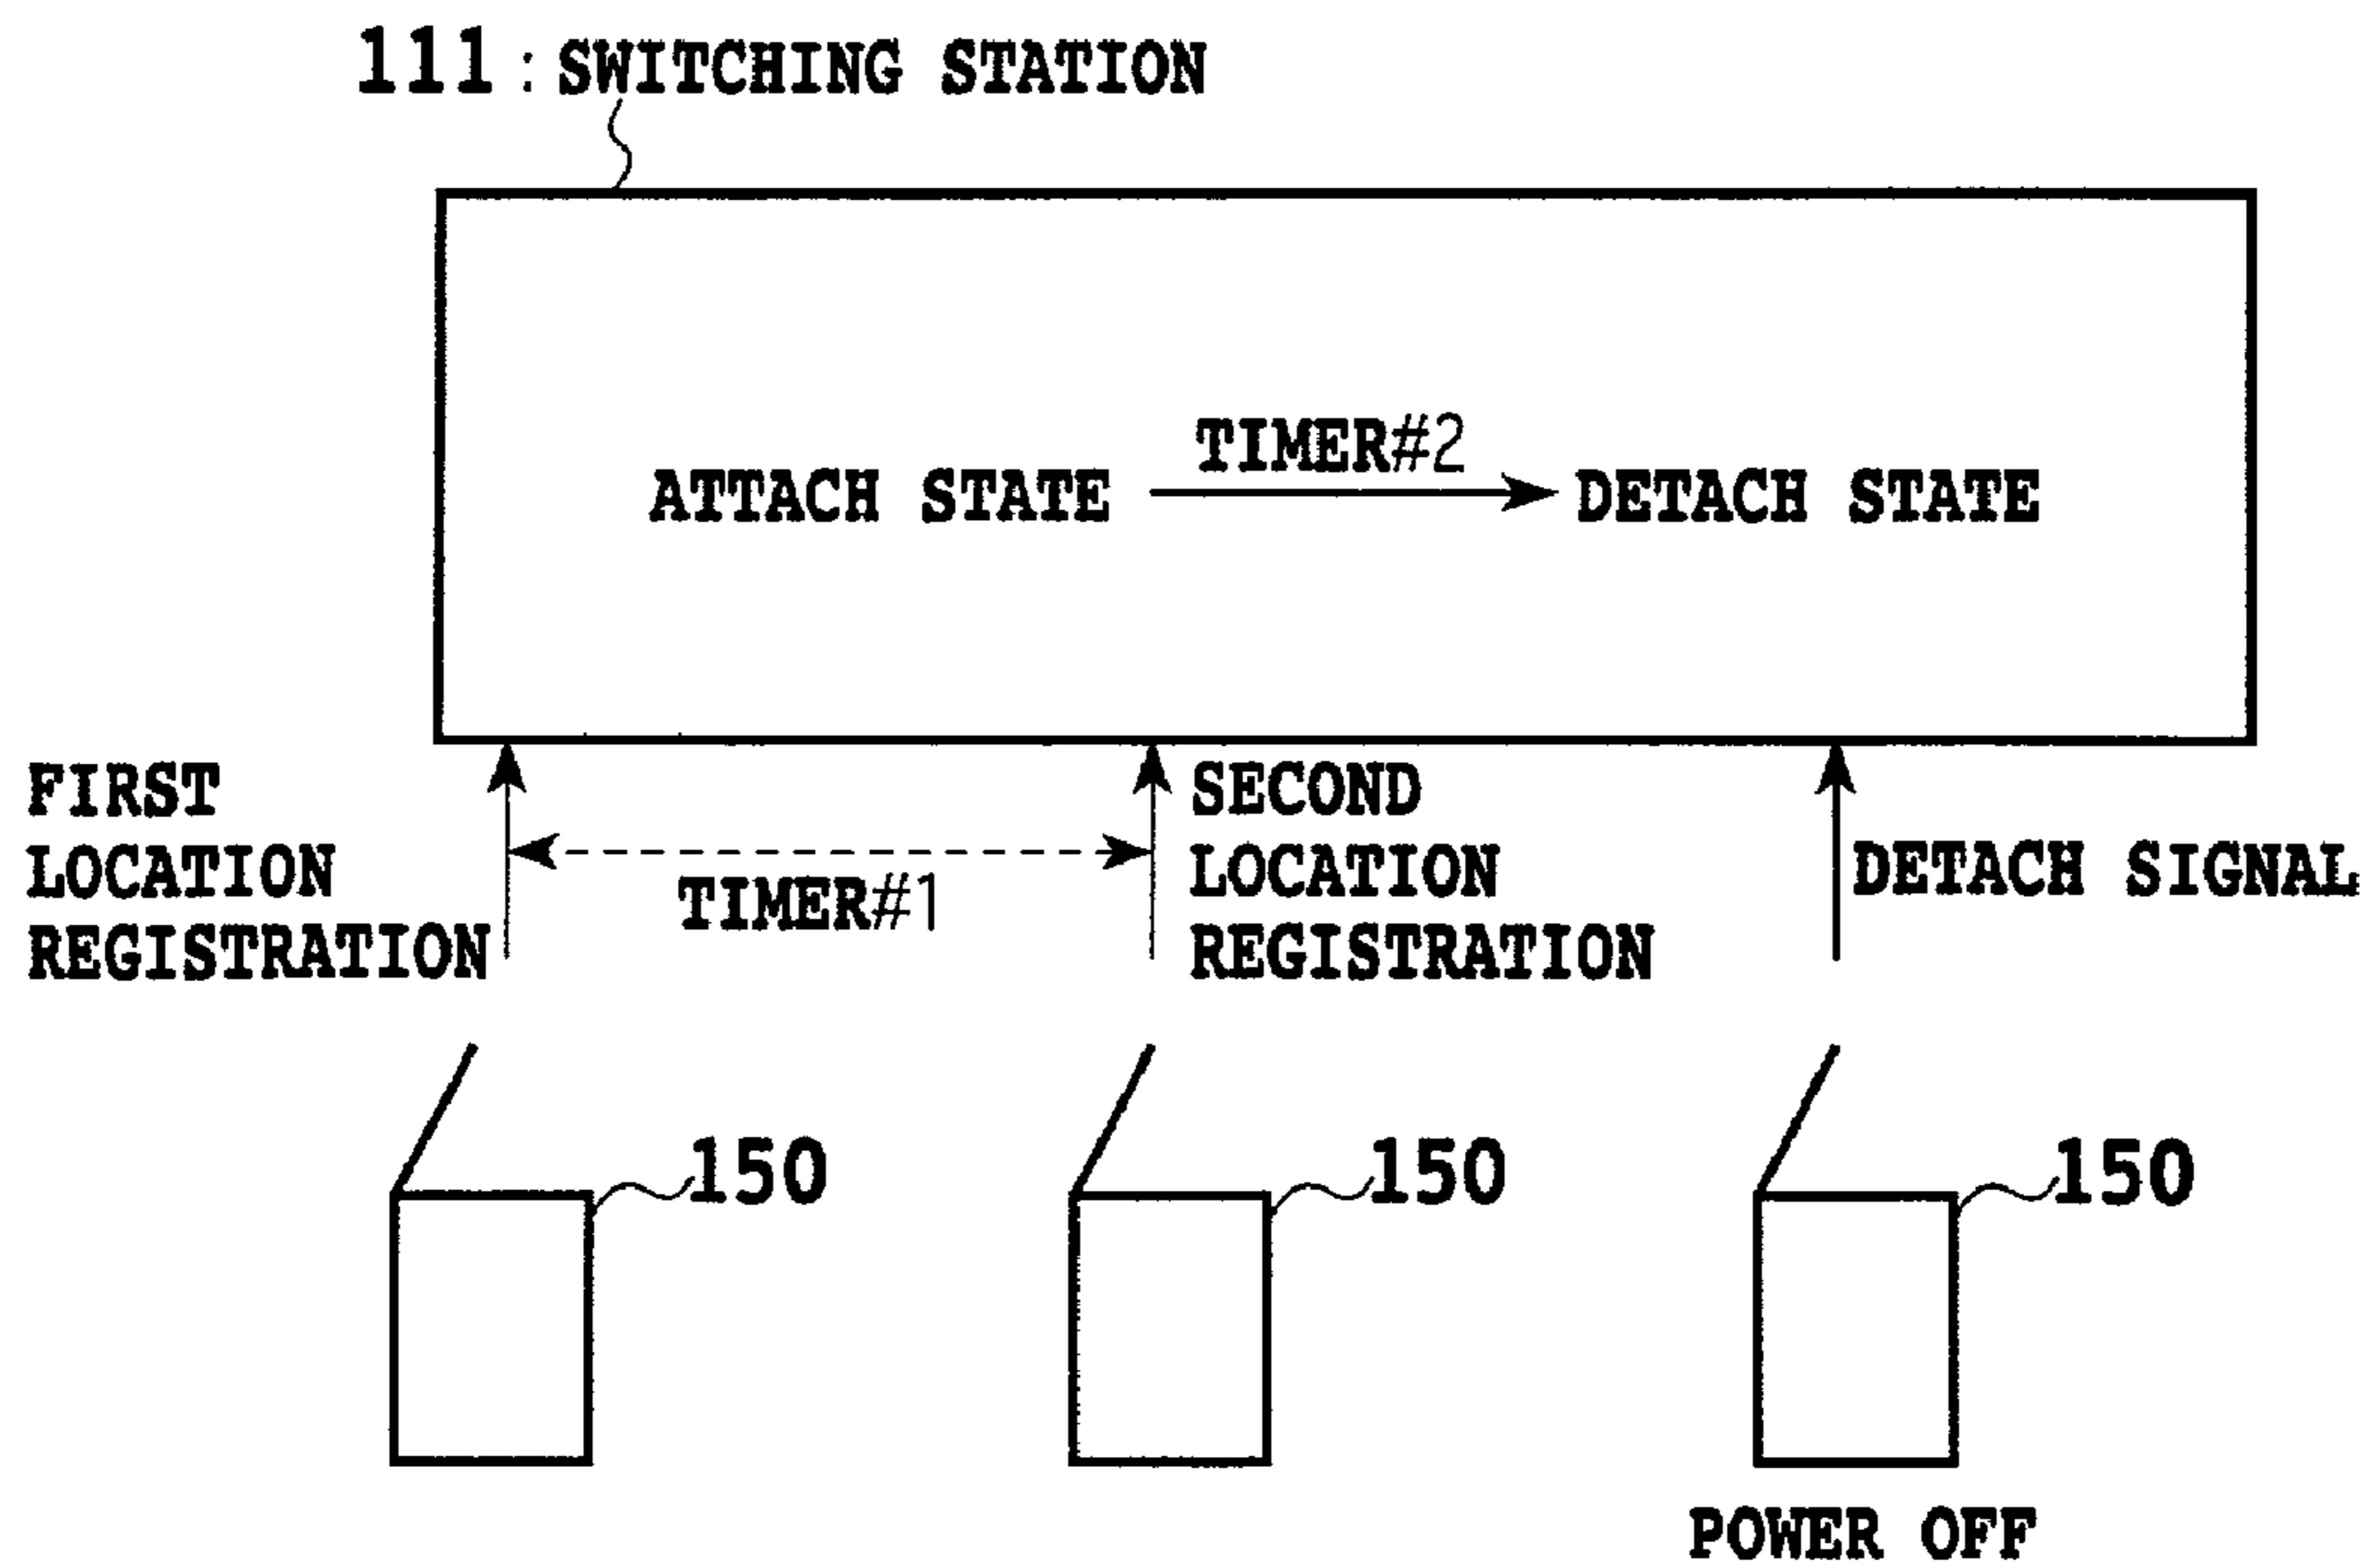 111 : SWITCHING STATION
TIMER#2
ATTACH STATE
DETACH STATE
FIRST
LOCATION
REGISTRATION
TIMER#1
SECOND
LOCATION
REGISTRATION
DETACH SIGNAL
150
150
150
POWER OFF